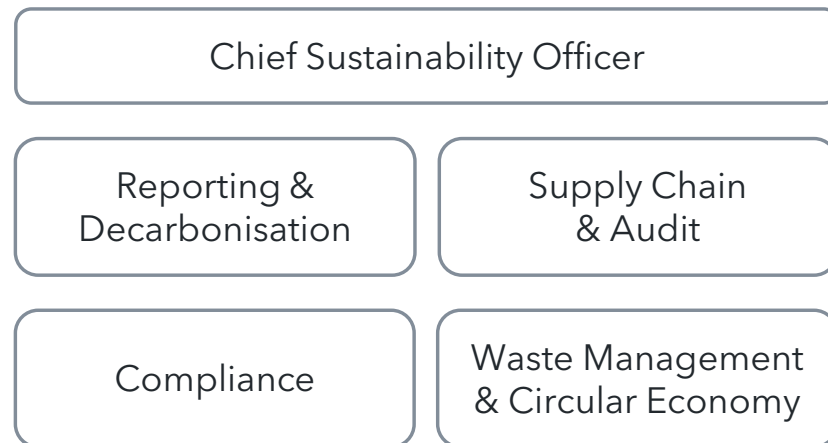 Chief Sustainability Officer
Reporting &
Decarbonisation
Supply Chain
& Audit
Compliance
Waste Management
& Circular Economy